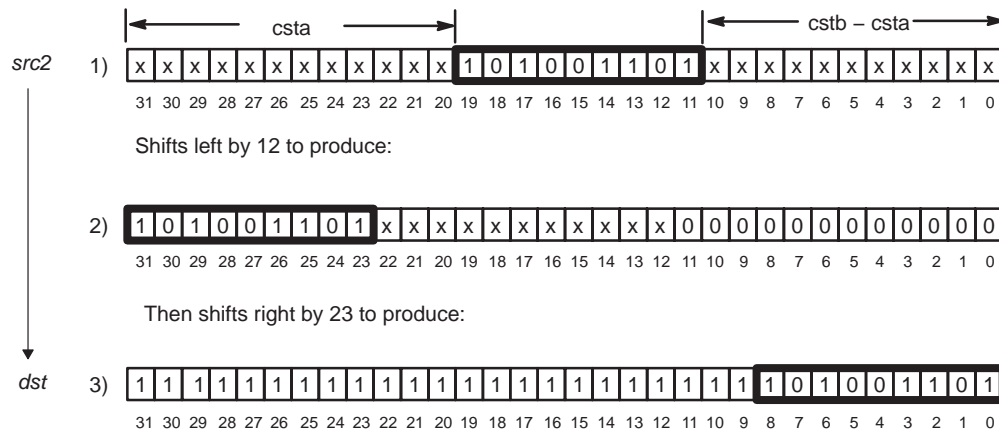 csta
cstb – csta
src2 1) x x x x x x x x x x x x 1 0 1 0 0 1 1 0 1 x x x x x x x x x x x
31 30 29 28 27 26 25 24 23 22 21 20 19 18 17 16 15 14 13 12 11 10 9 8 7 6 5 4 3 2 1 0
Shifts left by 12 to produce:
2) 1 0 1 0 0 1 1 0 1 x x x x x x x x x x x 0 0 0 0 0 0 0 0 0 0 0 0
31 30 29 28 27 26 25 24 23 22 21 20 19 18 17 16 15 14 13 12 11 10 9 8 7 6 5 4 3 2 1 0
Then shifts right by 23 to produce:
dst 3) 1 1 1 1 1 1 1 1 1 1 1 1 1 1 1 1 1 1 1 1 1 1 1 1 0 1 0 0 1 1 0 1
31 30 29 28 27 26 25 24 23 22 21 20 19 18 17 16 15 14 13 12 11 10 9 8 7 6 5 4 3 2 1 0